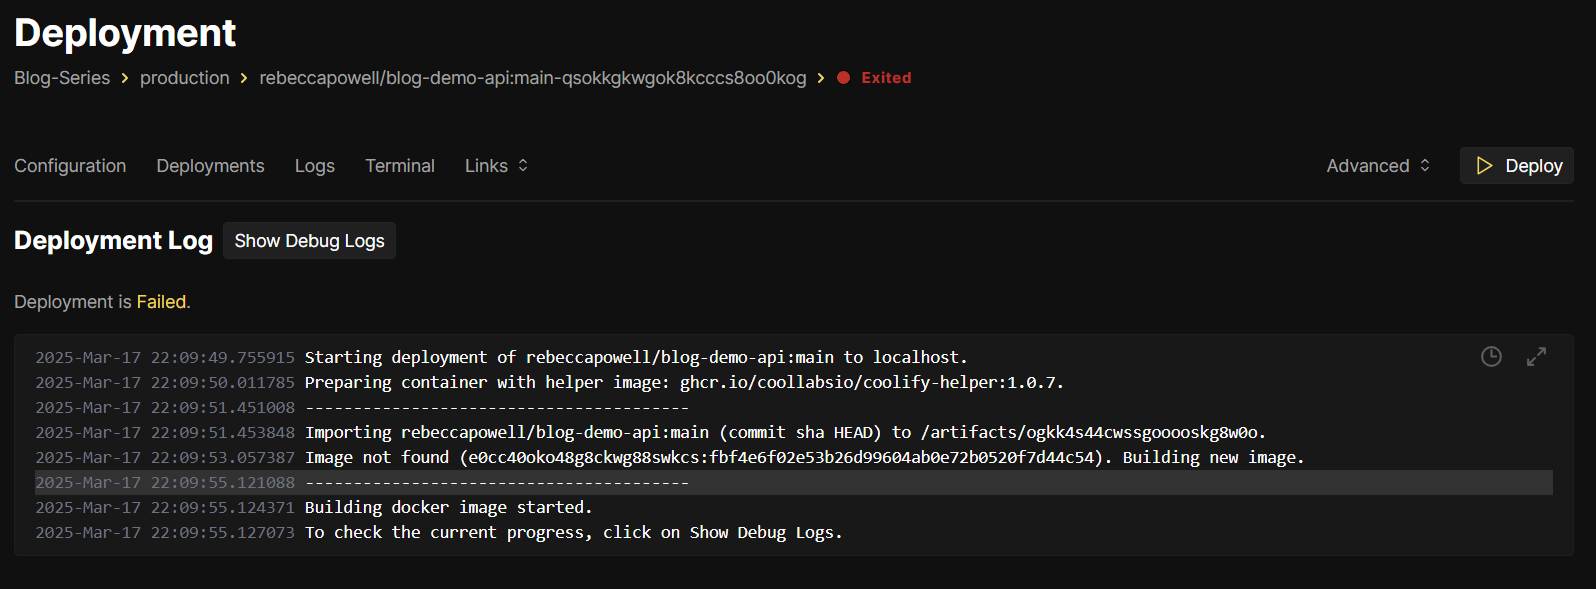 Deployment
Blog-Series > production > rebeccapowell/blog-demo-api:main-qsokkgkwgok8kcccs8oo0kog > Exited
Configuration Deployments Logs Terminal Links Advanced Deploy
Deployment Log Show Debug Logs
Deployment is Failed.
2025-Mar-17 22:09:49.755915 Starting deployment of rebeccapowell/blog-demo-api:main to localhost.
2025-Mar-17 22:09:50.011785 Preparing container with helper image: ghcr.io/coollabsio/coolify-helper:1.0.7.
2025-Mar-17 22:09:51.451008 ----------------------------------------
2025-Mar-17 22:09:51.453848 Importing rebeccapowell/blog-demo-api:main (commit sha HEAD) to /artifacts/ogkk4s44cwssgooooskg8w0o.
2025-Mar-17 22:09:53.057387 Image not found (e0cc40oko48g8ckwg88swkcs:fbf4e6f02e53b26d99604ab0e72b0520f7d44c54). Building new image.
2025-Mar-17 22:09:55.121088 ----------------------------------------
2025-Mar-17 22:09:55.124371 Building docker image started.
2025-Mar-17 22:09:55.127073 To check the current progress, click on Show Debug Logs.